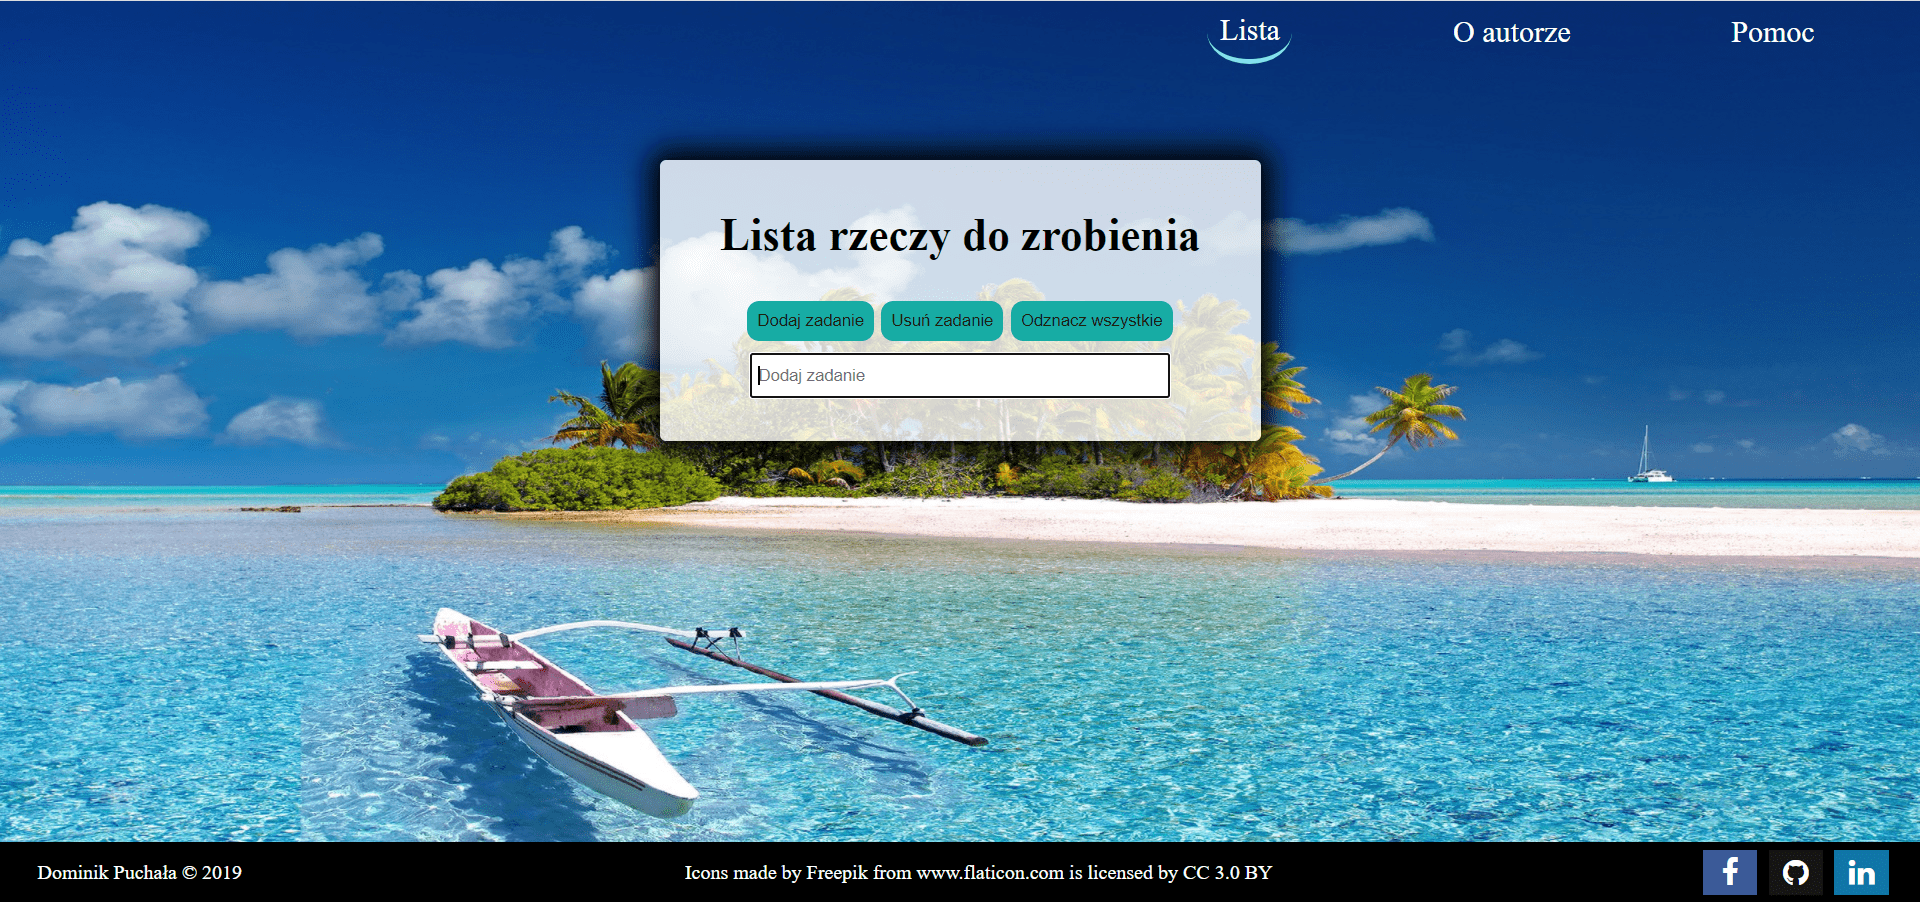 Lista
O autorze
Pomoc
Lista rzeczy do zrobienia
Dodaj zadanie
Usuń zadanie
Odznacz wszystkie
Dodaj zadanie
Dominik Puchała © 2019
Icons made by Freepik from www.flaticon.com is licensed by CC 3.0 BY